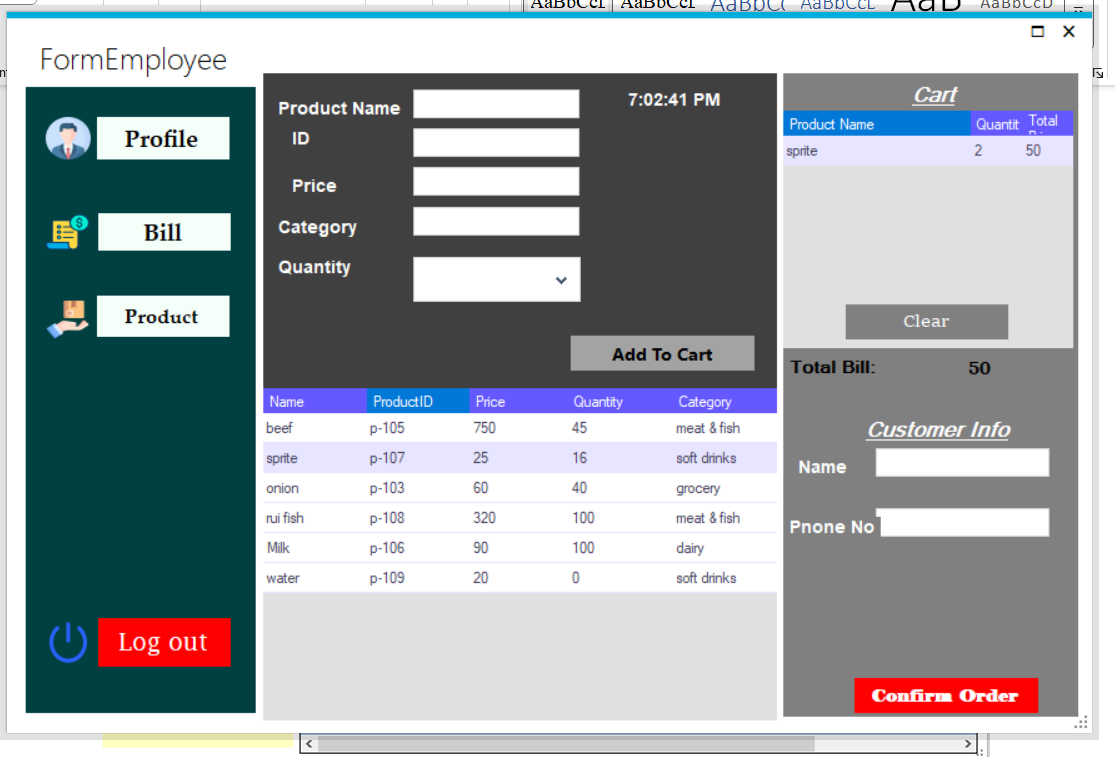 AaBbCcI AaBbCcI AaBbC( AaBbCcL AaB AaBbCcD
FormEmployee
Profile
Bill
Product
Log out
Product Name
7:02:41 PM
ID
Price
Category
Quantity
Add To Cart
Name ProductID Price Quantity Category
beef p-105 750 45 meat & fish
sprite p-107 25 16 soft drinks
onion p-103 60 40 grocery
rui fish p-108 320 100 meat & fish
Milk p-106 90 100 dairy
water p-109 20 0 soft drinks
Cart
Product Name Quantit Total
sprite 2 50
Clear
Total Bill: 50
Customer Info
Name
Pnone No
Confirm Order